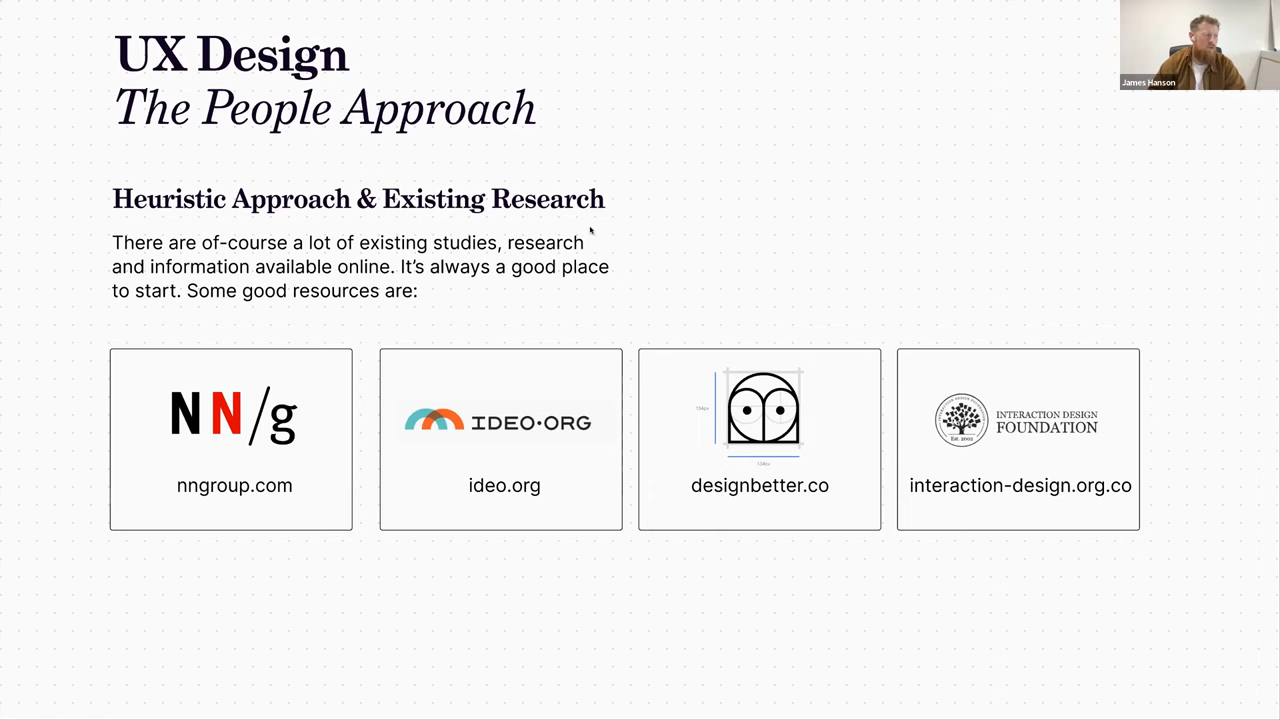 UX Design
The People Approach
James Hanson
Heuristic Approach & Existing Research
There are of-course a lot of existing studies, research
and information available online. It's always a good place
to start. Some good resources are:
NN/g
nngroup.com
IDEO•ORG
ideo.org
designbetter.co
INTERACTION DESIGN
FOUNDATION
Est. 2002
interaction-design.org.co